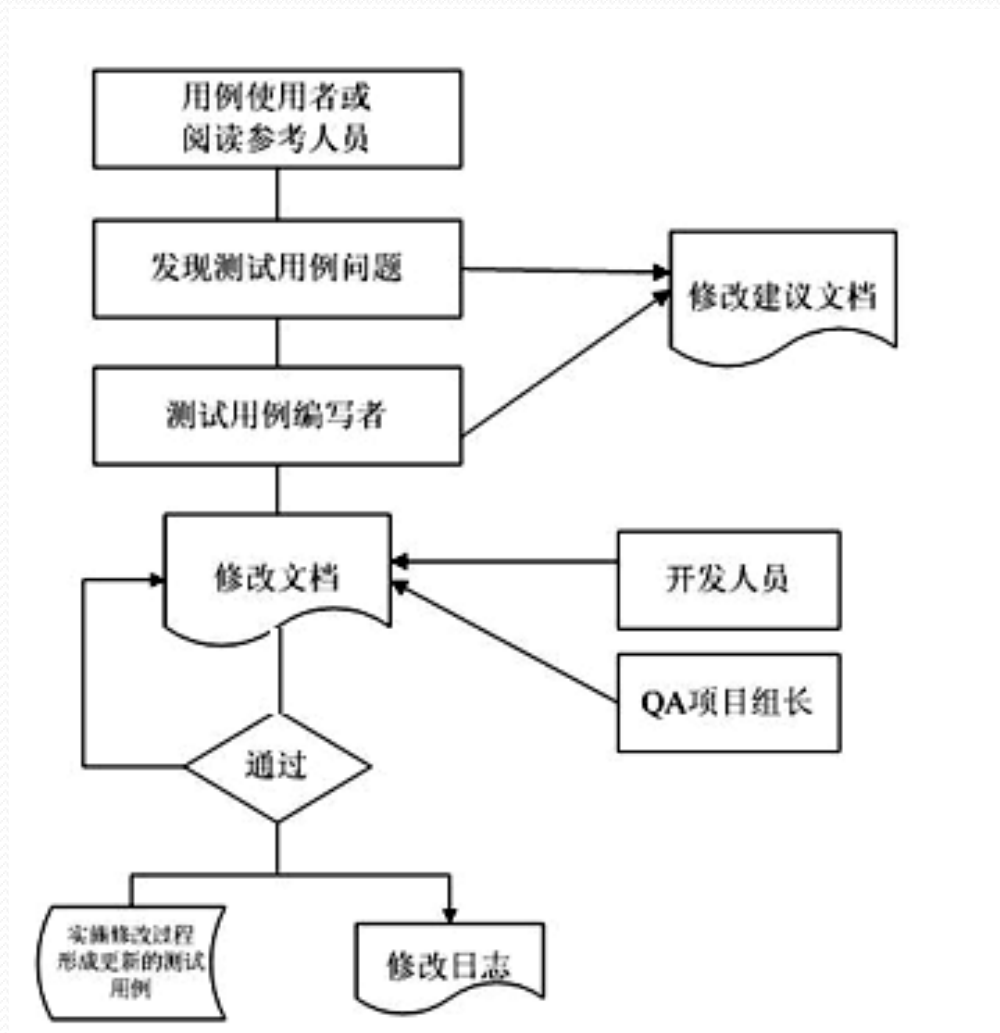 用例使用者或
阅读参考人员
发现测试用例问题
修改建议文档
测试用例编写者
修改文档
开发人员
QA项目组长
通过
实施修改过程
形成更新的测试
用例
修改日志